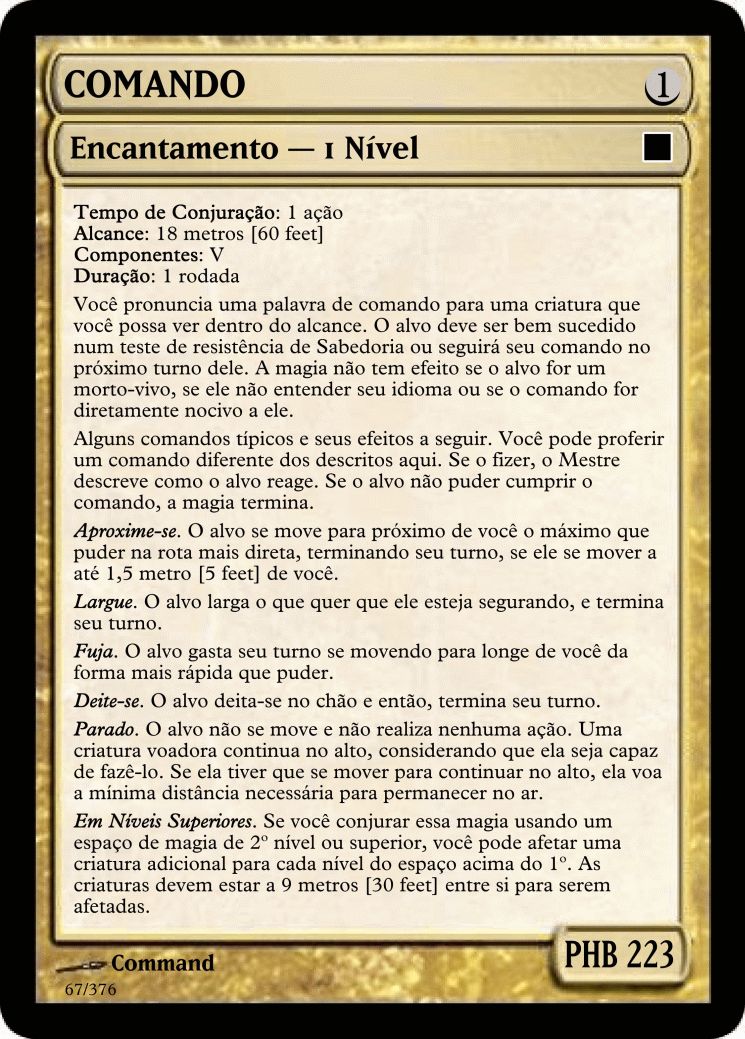 COMANDO
1
Encantamento — 1 Nível
Tempo de Conjuração: 1 ação
Alcance: 18 metros [60 feet]
Componentes: V
Duração: 1 rodada
Você pronuncia uma palavra de comando para uma criatura que
você possa ver dentro do alcance. O alvo deve ser bem sucedido
num teste de resistência de Sabedoria ou seguirá seu comando no
próximo turno dele. A magia não tem efeito se o alvo for um
morto-vivo, se ele não entender seu idioma ou se o comando for
diretamente nocivo a ele.
Alguns comandos típicos e seus efeitos a seguir. Você pode proferir
um comando diferente dos descritos aqui. Se o fizer, o Mestre
descreve como o alvo reage. Se o alvo não puder cumprir o
comando, a magia termina.
Aproxime-se. O alvo se move para próximo de você o máximo que
puder na rota mais direta, terminando seu turno, se ele se mover a
até 1,5 metro [5 feet] de você.
Largue. O alvo larga o que quer que ele esteja segurando, e termina
seu turno.
Fuja. O alvo gasta seu turno se movendo para longe de você da
forma mais rápida que puder.
Deite-se. O alvo deita-se no chão e então, termina seu turno.
Parado. O alvo não se move e não realiza nenhuma ação. Uma
criatura voadora continua no alto, considerando que ela seja capaz
de fazê-lo. Se ela tiver que se mover para continuar no alto, ela voa
a mínima distância necessária para permanecer no ar.
Em Níveis Superiores. Se você conjurar essa magia usando um
espaço de magia de 2º nível ou superior, você pode afetar uma
criatura adicional para cada nível do espaço acima do 1º. As
criaturas devem estar a 9 metros [30 feet] entre si para serem
afetadas.
PHB 223
Command
67/376